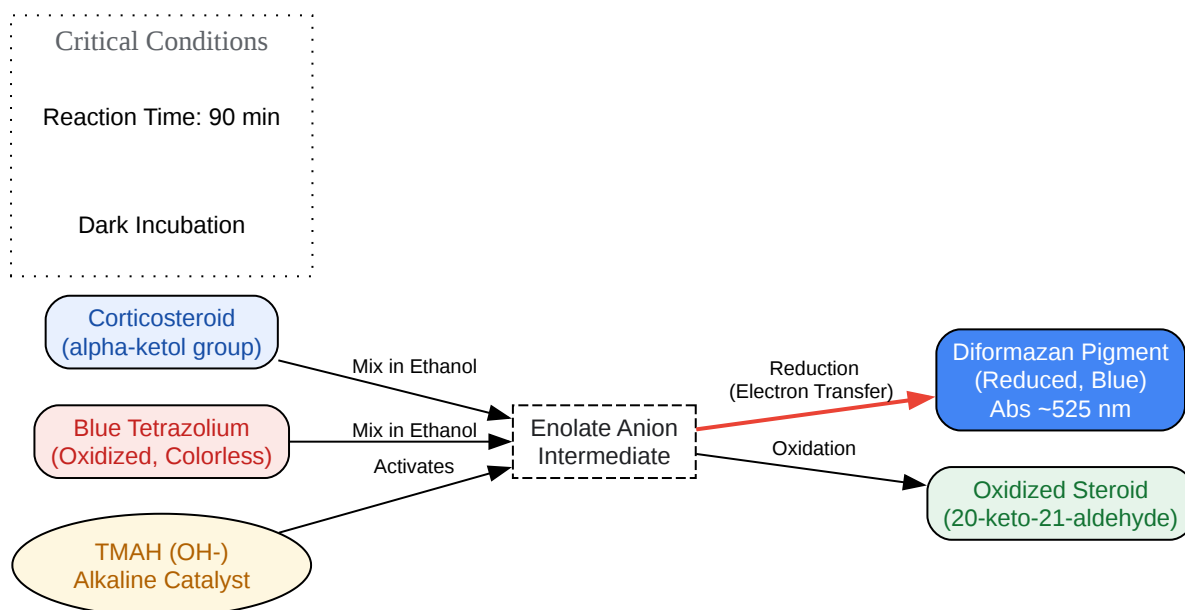 Critical Conditions
Reaction Time: 90 min
Dark Incubation
Corticosteroid
(alpha-ketol group)
Mix in Ethanol
Blue Tetrazolium
(Oxidized, Colorless)
Mix in Ethanol
Activates
TMAH (OH-)
Alkaline Catalyst
Enolate Anion
Intermediate
Reduction
(Electron Transfer)
Oxidation
Diformazan Pigment
(Reduced, Blue)
Abs ~525 nm
Oxidized Steroid
(20-keto-21-aldehyde)